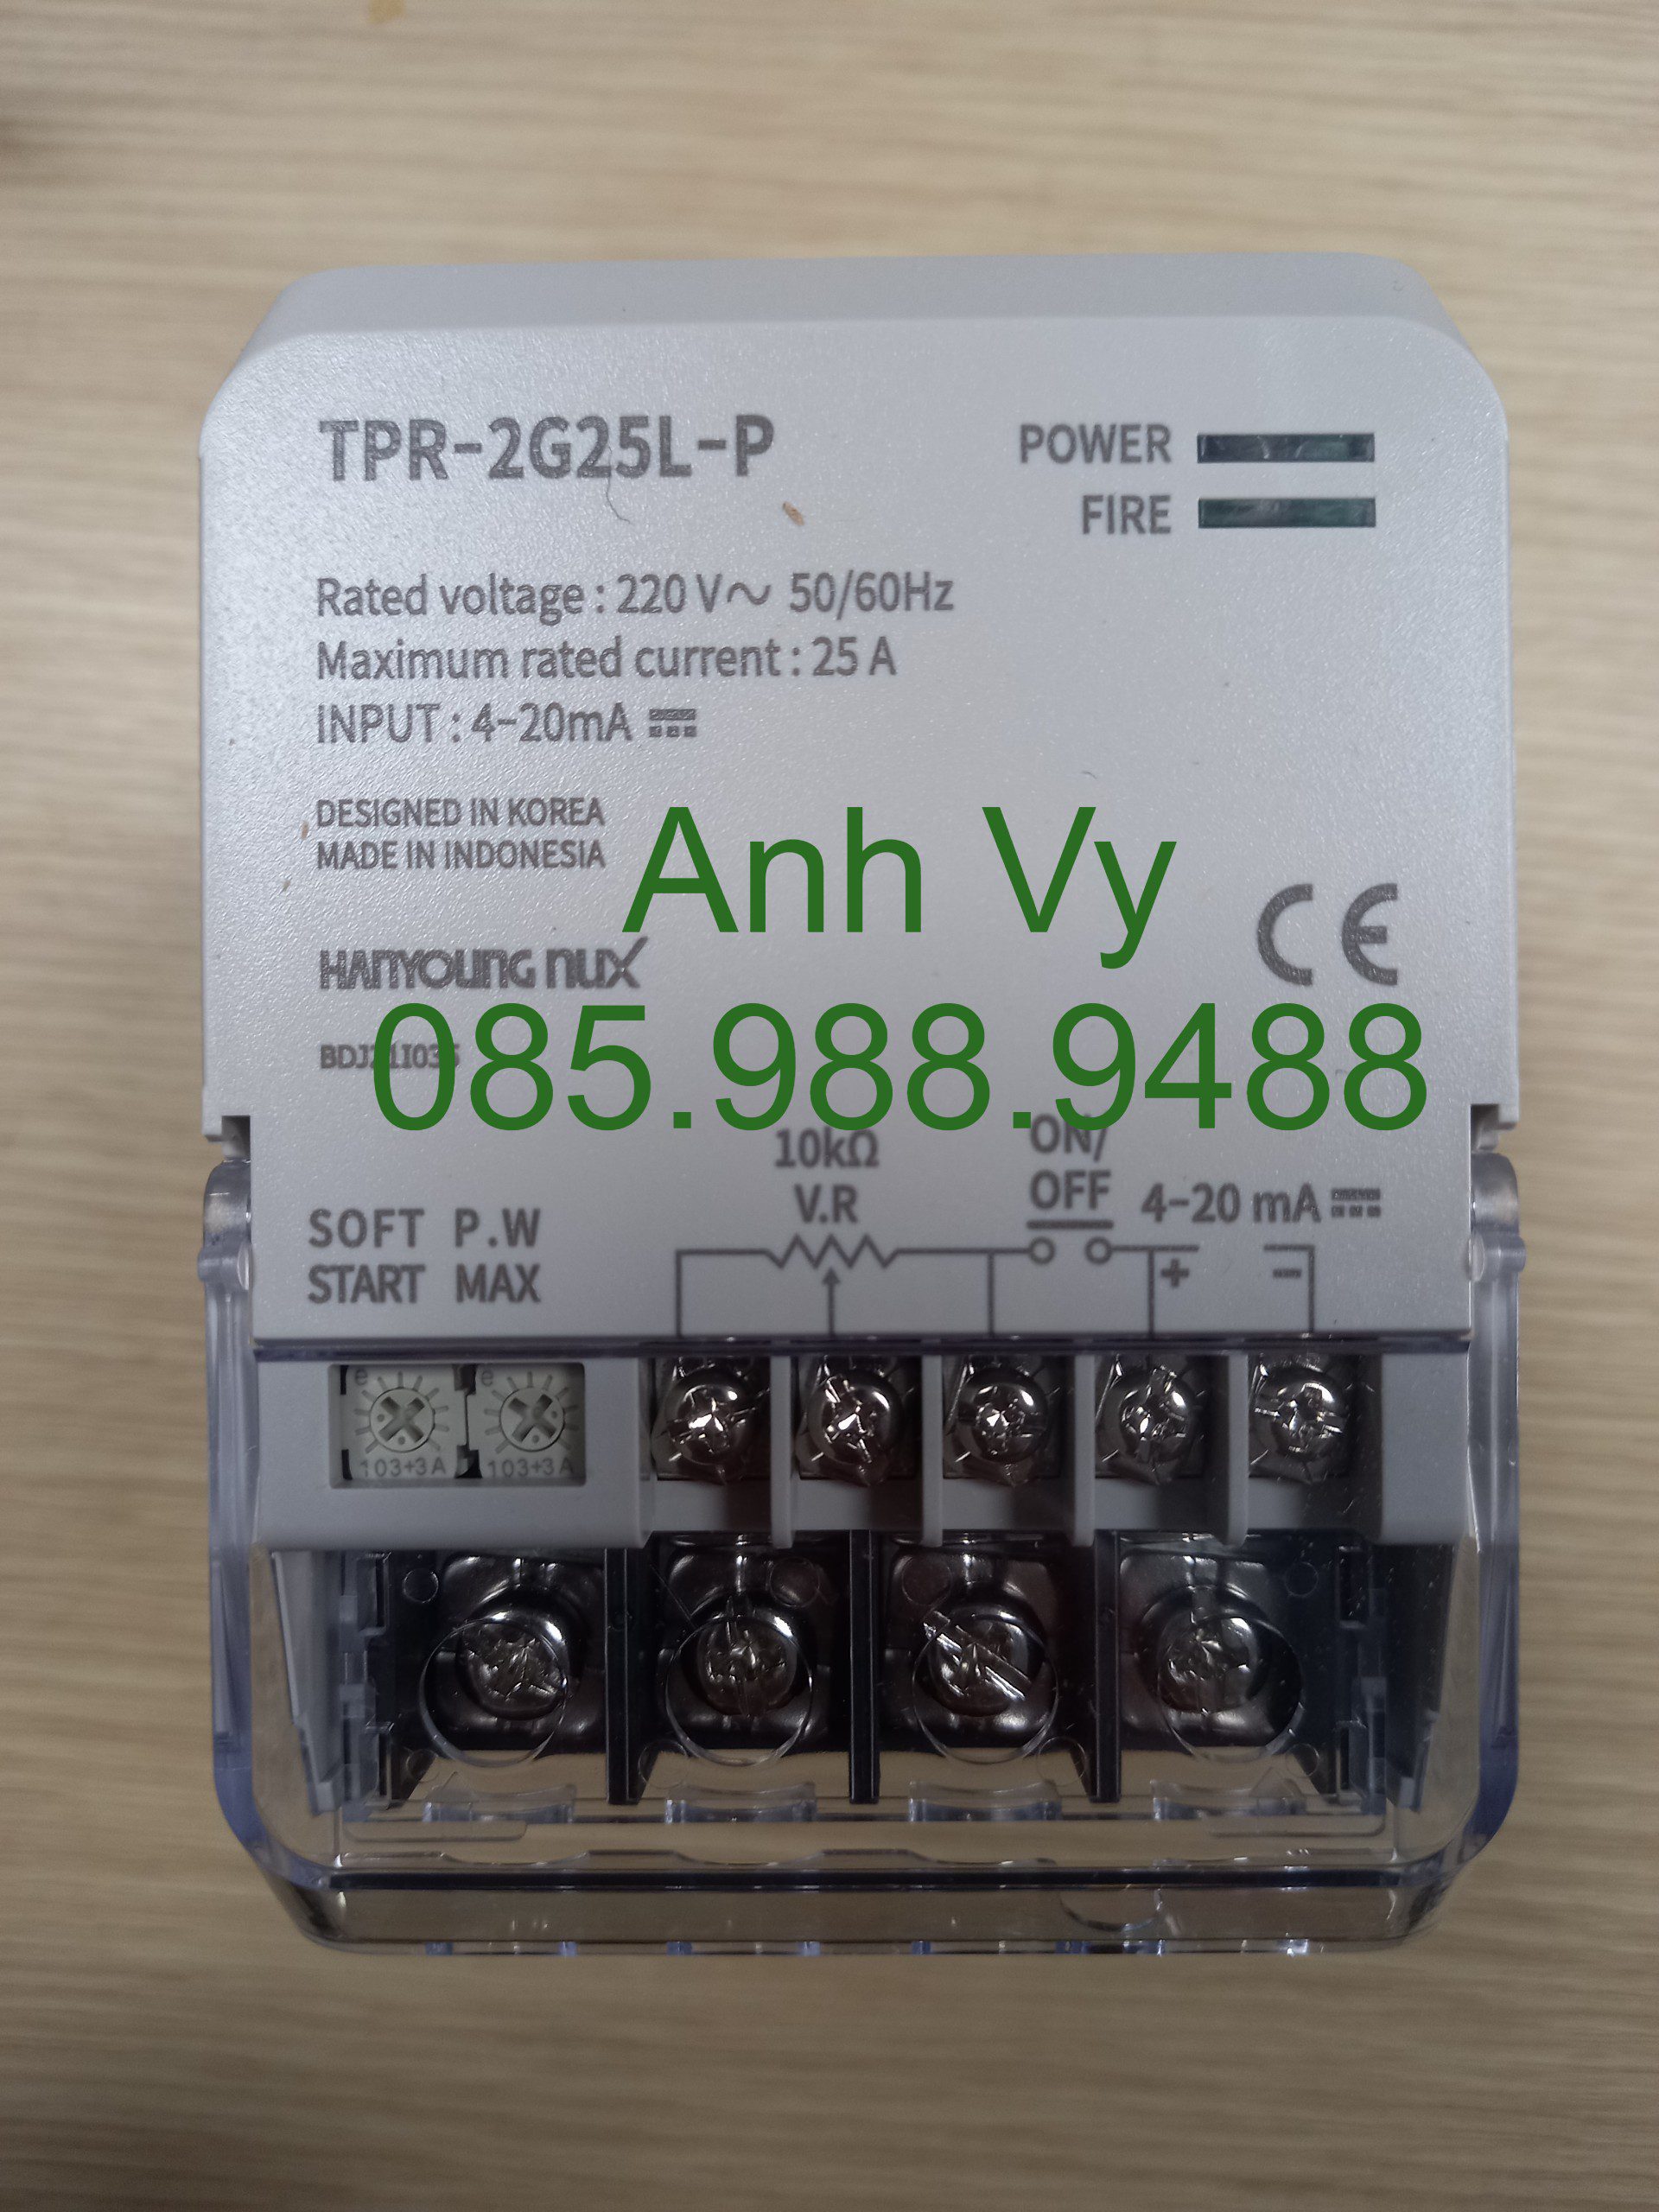 TPR-2G25L-P
POWER
FIRE
Rated voltage : 220 V～ 50/60Hz
Maximum rated current : 25 A
INPUT : 4-20mA ⎓
DESIGNED IN KOREA
MADE IN INDONESIA
Anh Vy
CE
HANYOUNG NUX
085.988.9488
10kΩ
V.R
ON/
OFF
4-20 mA ⎓
SOFT
START
P.W
MAX
+
-
e
e
103+3A
103+3A